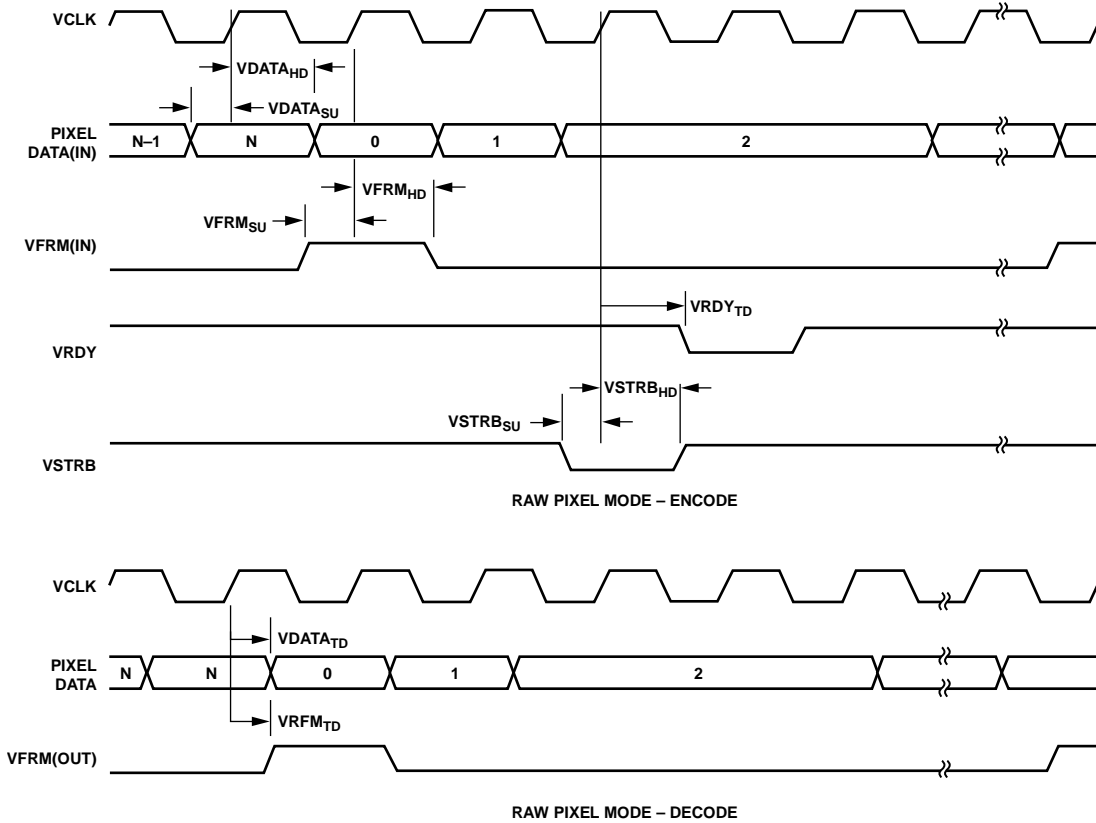 VCLK
VDATAHD
VDATASU
PIXEL
DATA(IN)
N–1 N 0 1 2
VFRMHD
VFRMSU
VFRM(IN)
VRDYTD
VRDY
VSTRBHD
VSTRBSU
VSTRB
RAW PIXEL MODE – ENCODE
VCLK
VDATATD
PIXEL
DATA
N N 0 1 2
VRFMTD
VFRM(OUT)
RAW PIXEL MODE – DECODE